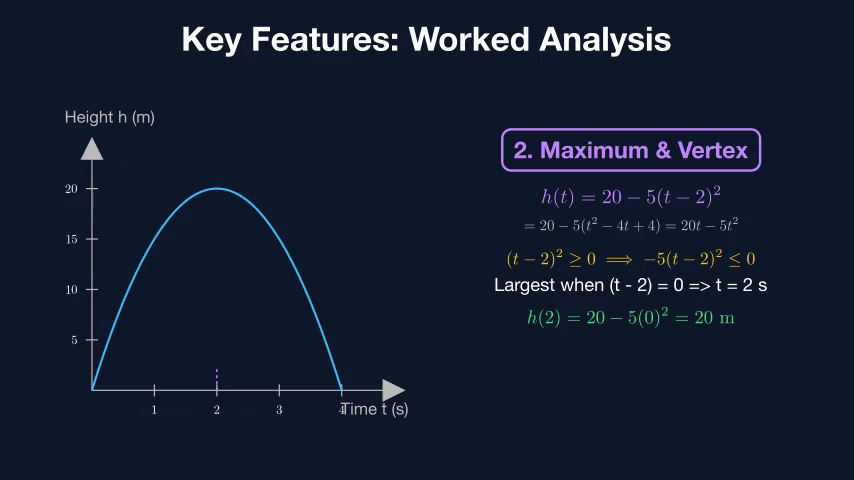 Key Features: Worked Analysis
Height h (m)
20
15
10
5
1 2 3 4
Time t (s)
2. Maximum & Vertex
h(t) = 20 − 5(t − 2)²
= 20 − 5(t² − 4t + 4) = 20t − 5t²
(t − 2)² ≥ 0 ⟹ −5(t − 2)² ≤ 0
Largest when (t - 2) = 0 => t = 2 s
h(2) = 20 − 5(0)² = 20 m